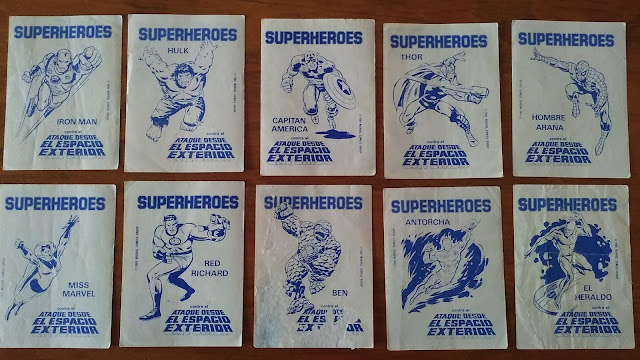 SUPERHEROES
IRON MAN
contra el
ATAQUE DESDE
EL ESPACIO
EXTERIOR
SUPERHEROES
HULK
contra el
ATAQUE DESDE
EL ESPACIO
EXTERIOR
SUPERHEROES
CAPITAN
AMERICA
contra el
ATAQUE DESDE
EL ESPACIO
EXTERIOR
SUPERHEROES
THOR
contra el
ATAQUE DESDE
EL ESPACIO
EXTERIOR
SUPERHEROES
HOMBRE
ARANA
contra el
ATAQUE DESDE
EL ESPACIO
EXTERIOR
SUPERHEROES
MISS
MARVEL
contra el
ATAQUE DESDE
EL ESPACIO
EXTERIOR
SUPERHEROES
RED
RICHARD
contra el
ATAQUE DESDE
EL ESPACIO
EXTERIOR
SUPERHEROES
BEN
contra el
ATAQUE DESDE
EL ESPACIO
EXTERIOR
SUPERHEROES
ANTORCHA
contra el
ATAQUE DESDE
EL ESPACIO
EXTERIOR
SUPERHEROES
EL
HERALDO
contra el
ATAQUE DESDE
EL ESPACIO
EXTERIOR